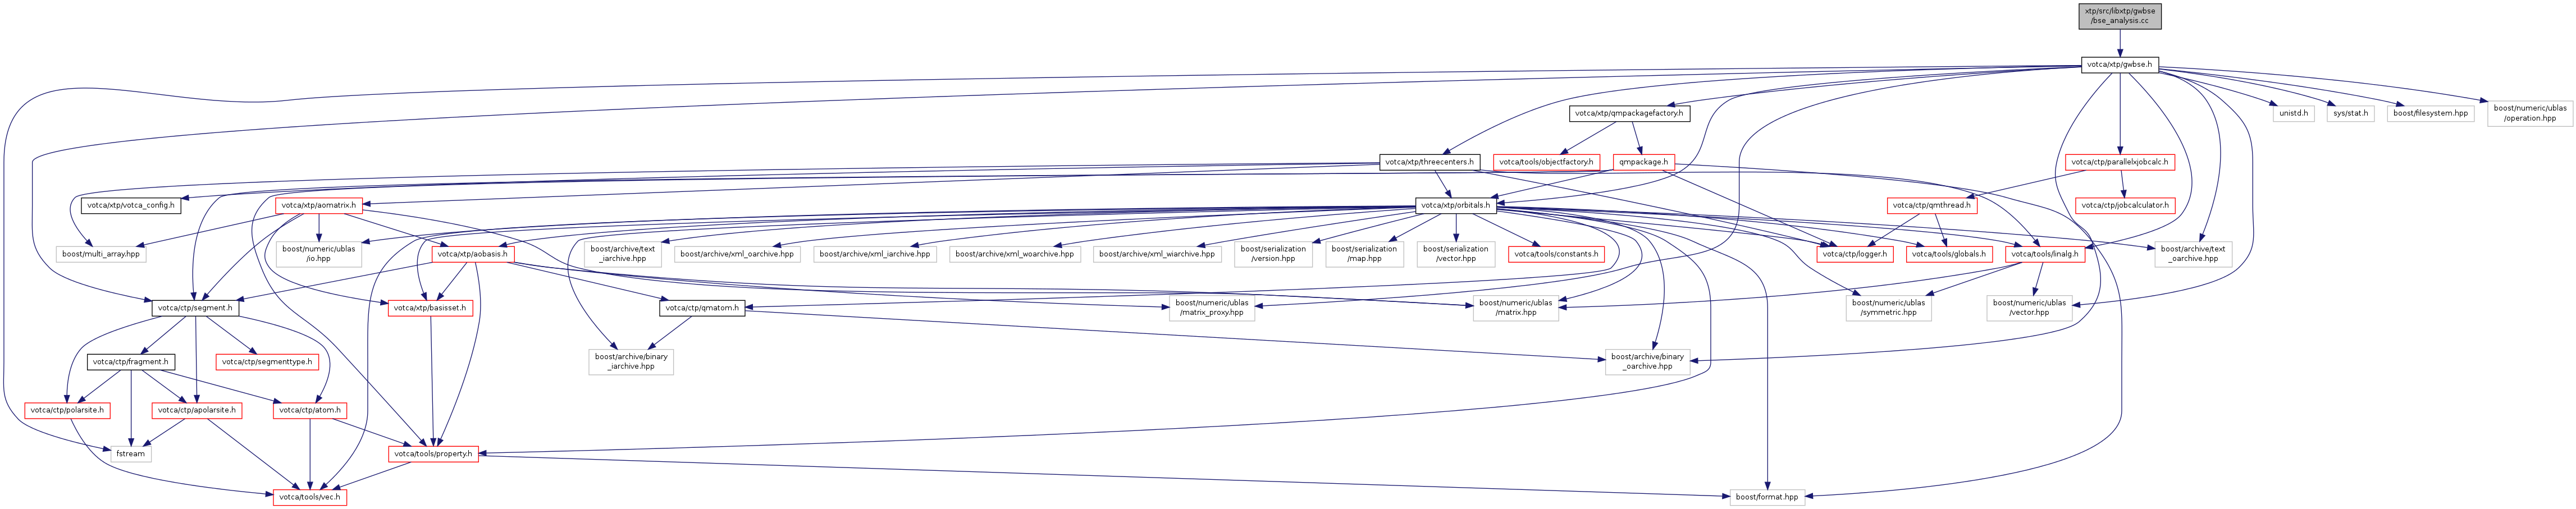 xtp/src/libxtp/gwbse
/bse_analysis.cc
votca/xtp/gwbse.h
votca/xtp/qmpackagefactory.h
unistd.h
sys/stat.h
boost/filesystem.hpp
boost/numeric/ublas
/operation.hpp
votca/xtp/threecenters.h
votca/tools/objectfactory.h
qmpackage.h
votca/ctp/parallelxjobcalc.h
votca/xtp/votca_config.h
votca/xtp/aomatrix.h
votca/xtp/orbitals.h
votca/ctp/qmthread.h
votca/ctp/jobcalculator.h
boost/multi_array.hpp
boost/numeric/ublas
/io.hpp
votca/xtp/aobasis.h
boost/archive/text
_iarchive.hpp
boost/archive/xml_oarchive.hpp
boost/archive/xml_iarchive.hpp
boost/archive/xml_woarchive.hpp
boost/archive/xml_wiarchive.hpp
boost/serialization
/version.hpp
boost/serialization
/map.hpp
boost/serialization
/vector.hpp
votca/tools/constants.h
votca/ctp/logger.h
votca/tools/globals.h
votca/tools/linalg.h
boost/archive/text
_oarchive.hpp
votca/ctp/segment.h
votca/xtp/basisset.h
votca/ctp/qmatom.h
boost/numeric/ublas
/matrix_proxy.hpp
boost/numeric/ublas
/matrix.hpp
boost/numeric/ublas
/symmetric.hpp
boost/numeric/ublas
/vector.hpp
votca/ctp/fragment.h
votca/ctp/segmenttype.h
boost/archive/binary
_iarchive.hpp
boost/archive/binary
_oarchive.hpp
votca/ctp/polarsite.h
votca/ctp/apolarsite.h
votca/ctp/atom.h
fstream
votca/tools/property.h
votca/tools/vec.h
boost/format.hpp